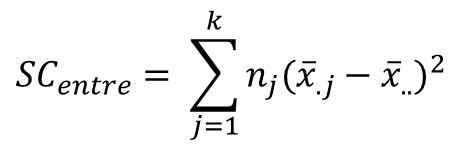 $SC_{entre} = \sum_{j=1}^{k} n_j (\bar{x}_{.j} - \bar{x}_{..})^2$